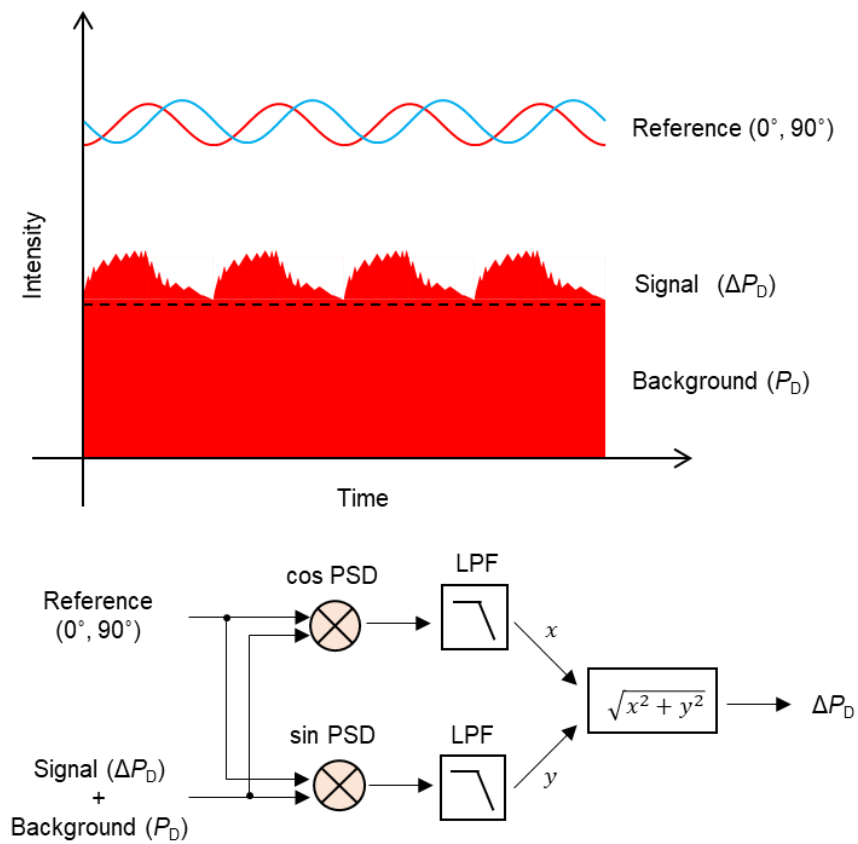 Intensity
Reference (0˚, 90˚)
Signal (ΔP_D)
Background (P_D)
Time
cos PSD
LPF
Reference
(0˚, 90˚)
x
√(x² + y²)
ΔP_D
sin PSD
LPF
y
Signal (ΔP_D)
+
Background (P_D)